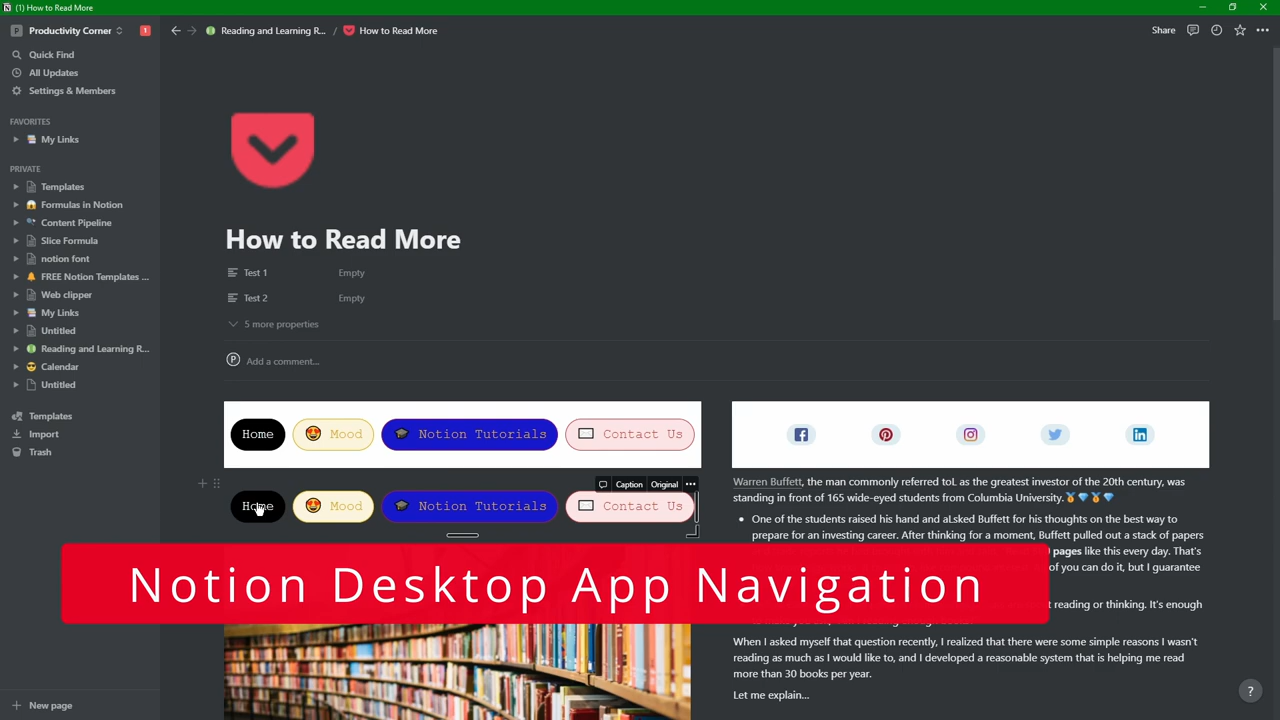 (1) How to Read More
Productivity Corner
1
Quick Find
All Updates
Settings & Members
FAVORITES
My Links
PRIVATE
Templates
Formulas in Notion
Content Pipeline
Slice Formula
notion font
FREE Notion Templates ...
Web clipper
My Links
Untitled
Reading and Learning R...
Calendar
Untitled
Templates
Import
Trash
New page
Reading and Learning R... / How to Read More
Share
How to Read More
Test 1 Empty
Test 2 Empty
5 more properties
P Add a comment...
Home Mood Notion Tutorials Contact Us
Caption Original
Home Mood Notion Tutorials Contact Us
Warren Buffett, the man commonly referred toL as the greatest investor of the 20th century, was
standing in front of 165 wide-eyed students from Columbia University.
One of the students raised his hand and aLsked Buffett for his thoughts on the best way to
prepare for an investing career. After thinking for a moment, Buffett pulled out a stack of papers
pages like this every day. That's
of you can do it, but I guarantee
reading or thinking. It's enough
When I asked myself that question recently, I realized that there were some simple reasons I wasn't
reading as much as I would like to, and I developed a reasonable system that is helping me read
more than 30 books per year.
Let me explain...
Notion Desktop App Navigation
?